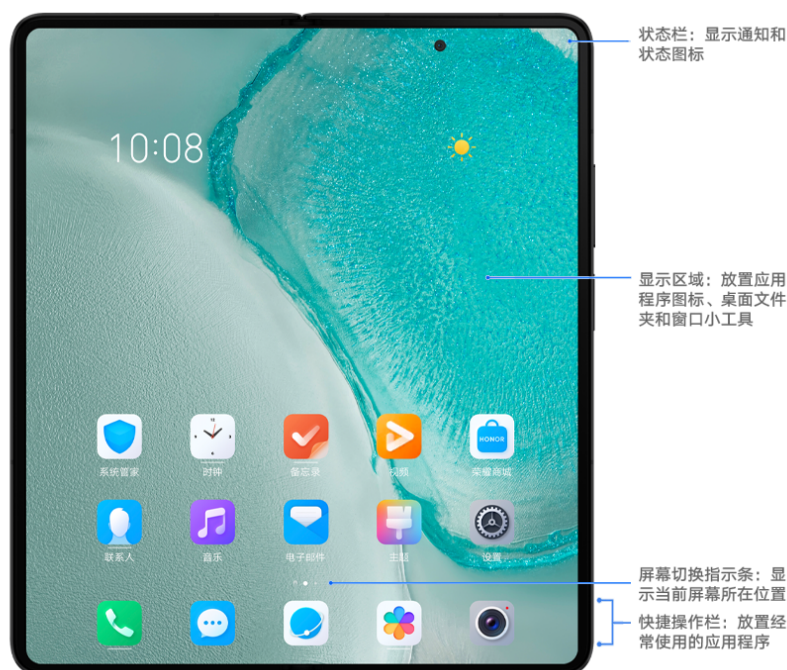 状态栏：显示通知和
状态图标
10:08
显示区域：放置应用
程序图标、桌面文件
夹和窗口小工具
HONOR
系统管家 时钟 备忘录 视频 荣耀商城
联系人 音乐 电子邮件 主题 设置
屏幕切换指示条：显
示当前屏幕所在位置
快捷操作栏：放置经
常使用的应用程序